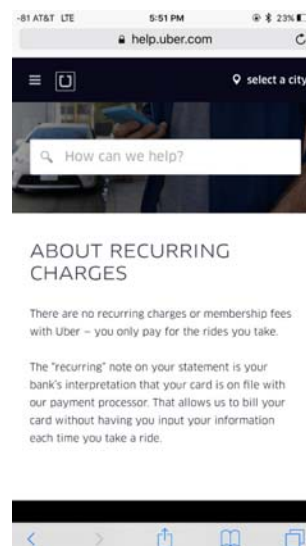 -81 AT&T LTE 5:51 PM 23%
help.uber.com
select a city
How can we help?
ABOUT RECURRING
CHARGES
There are no recurring charges or membership fees
with Uber – you only pay for the rides you take.
The "recurring" note on your statement is your
bank's interpretation that your card is on file with
our payment processor. That allows us to bill your
card without having you input your information
each time you take a ride.